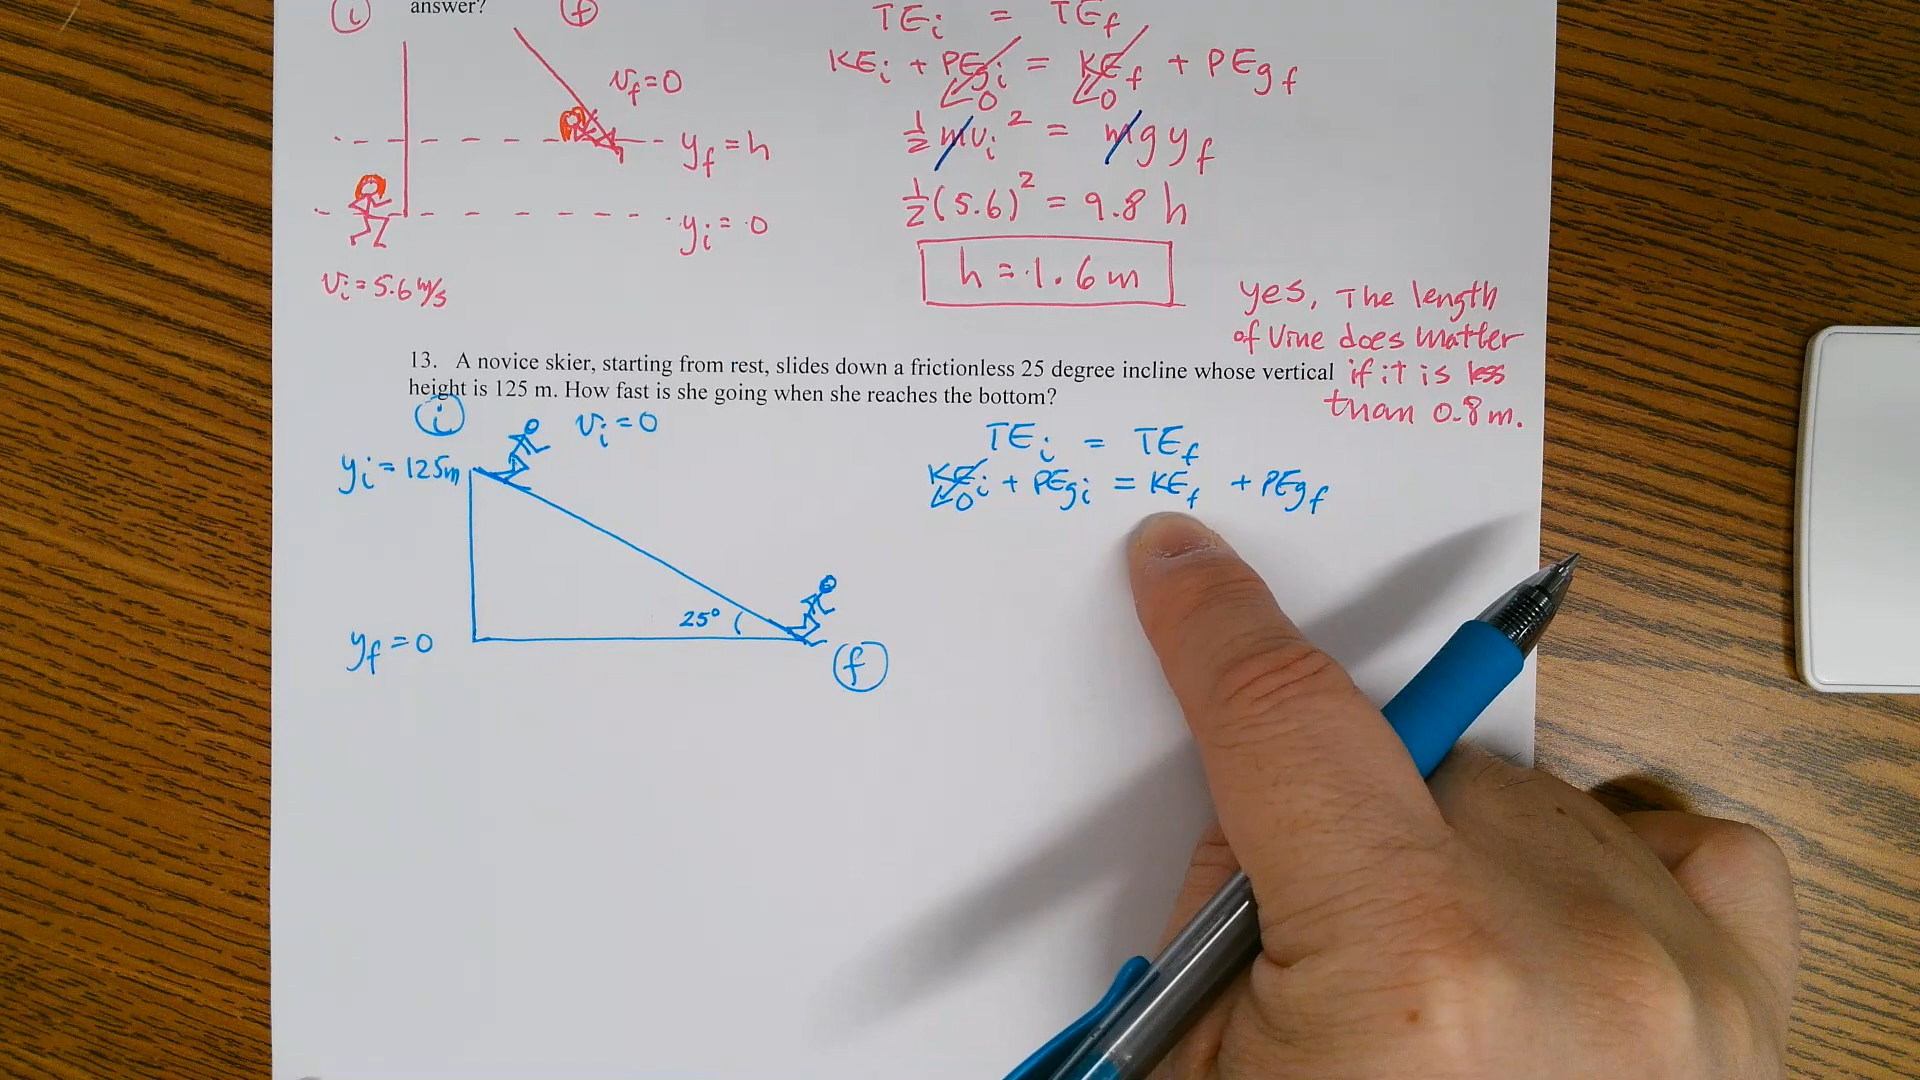 i
answer?
f
TEi = TEf
KEi + PEgi = KEf + PEgf
0
0
vf=0
yf=h
½mvi² = mgyf
½(5.6)² = 9.8 h
yi=0
h=1.6m
vi=5.6 m/s
yes, The length
of Vine does matter
if it is less
than 0.8m.
13. A novice skier, starting from rest, slides down a frictionless 25 degree incline whose vertical
height is 125 m. How fast is she going when she reaches the bottom?
i
vi=0
TEi = TEf
yi=125m
KEi + PEgi = KEf + PEgf
0
25°
yf=0
f